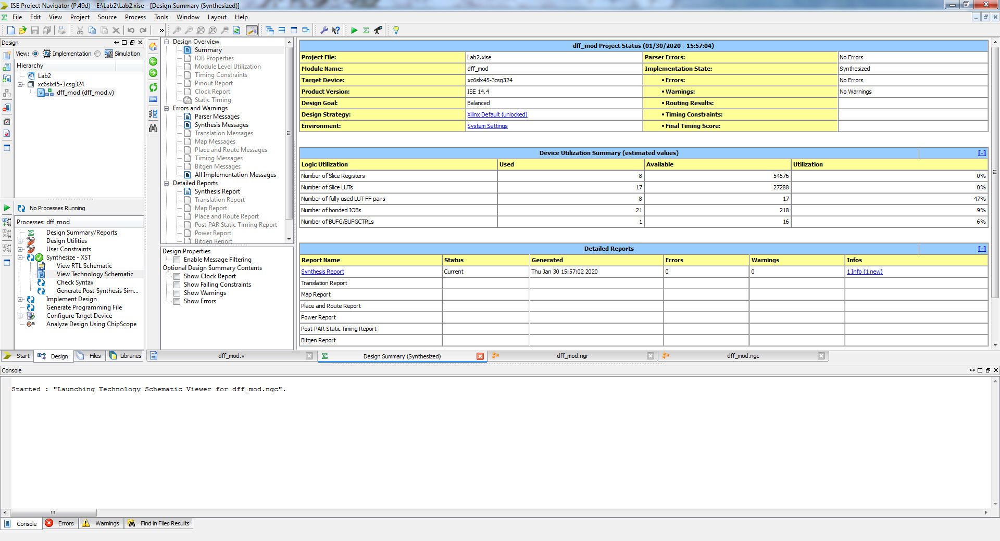 ISE Project Navigator (P.49d) - E:\Lab2\Lab2.xise - [Design Summary (Synthesized)]
File Edit View Project Source Process Tools Window Layout Help
Design
View: Implementation Simulation
Hierarchy
Lab2
xc6slx45-3csg324
dff_mod (dff_mod.v)
No Processes Running
Processes: dff_mod
Design Summary/Reports
Design Utilities
User Constraints
Synthesize - XST
View RTL Schematic
View Technology Schematic
Check Syntax
Generate Post-Synthesis Sim...
Implement Design
Generate Programming File
Configure Target Device
Analyze Design Using ChipScope
Start Design Files Libraries
Design Overview
Summary
IOB Properties
Module Level Utilization
Timing Constraints
Pinout Report
Clock Report
Static Timing
Errors and Warnings
Parser Messages
Synthesis Messages
Translation Messages
Map Messages
Place and Route Messages
Timing Messages
Bitgen Messages
All Implementation Messages
Detailed Reports
Synthesis Report
Translation Report
Map Report
Place and Route Report
Post-PAR Static Timing Report
Power Report
Bitgen Report
Design Properties
Enable Message Filtering
Optional Design Summary Contents
Show Clock Report
Show Failing Constraints
Show Warnings
Show Errors
dff_mod Project Status (01/30/2020 - 15:57:04)
Project File: Lab2.xise Parser Errors: No Errors
Module Name: dff_mod Implementation State: Synthesized
Target Device: xc6slx45-3csg324 • Errors: No Errors
Product Version: ISE 14.4 • Warnings: No Warnings
Design Goal: Balanced • Routing Results:
Design Strategy: Xilinx Default (unlocked) • Timing Constraints:
Environment: System Settings • Final Timing Score:
Device Utilization Summary (estimated values) [-]
Logic Utilization Used Available Utilization
Number of Slice Registers 8 54576 0%
Number of Slice LUTs 17 27288 0%
Number of fully used LUT-FF pairs 8 17 47%
Number of bonded IOBs 21 218 9%
Number of BUFG/BUFGCTRLs 1 16 6%
Detailed Reports [-]
Report Name Status Generated Errors Warnings Infos
Synthesis Report Current Thu Jan 30 15:57:02 2020 0 0 1 Info (1 new)
Translation Report
Map Report
Place and Route Report
Power Report
Post-PAR Static Timing Report
Bitgen Report
dff_mod.v Design Summary (Synthesized) dff_mod.ngr dff_mod.ngc
Console
Started : "Launching Technology Schematic Viewer for dff_mod.ngc".
Console Errors Warnings Find in Files Results